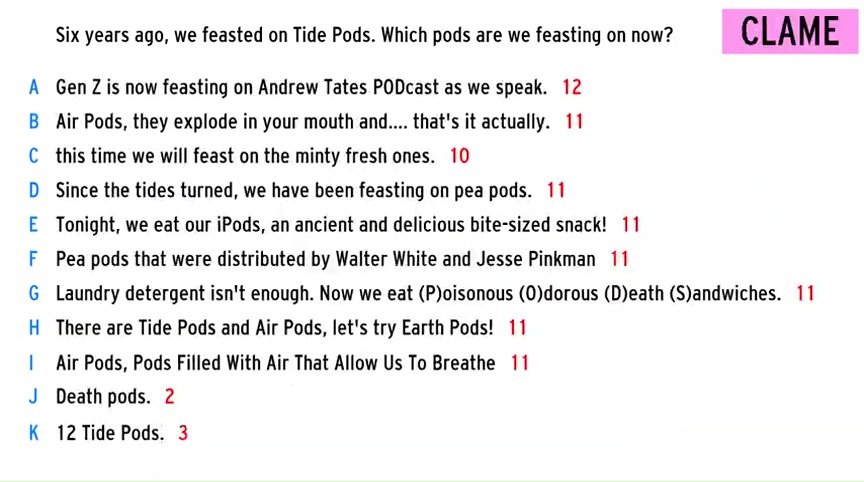 Six years ago, we feasted on Tide Pods. Which pods are we feasting on now?
CLAME
A Gen Z is now feasting on Andrew Tates PODcast as we speak. 12
B Air Pods, they explode in your mouth and.... that's it actually. 11
C this time we will feast on the minty fresh ones. 10
D Since the tides turned, we have been feasting on pea pods. 11
E Tonight, we eat our iPods, an ancient and delicious bite-sized snack! 11
F Pea pods that were distributed by Walter White and Jesse Pinkman 11
G Laundry detergent isn't enough. Now we eat (P)oisonous (O)dorous (D)eath (S)andwiches. 11
H There are Tide Pods and Air Pods, let's try Earth Pods! 11
I Air Pods, Pods Filled With Air That Allow Us To Breathe 11
J Death pods. 2
K 12 Tide Pods. 3